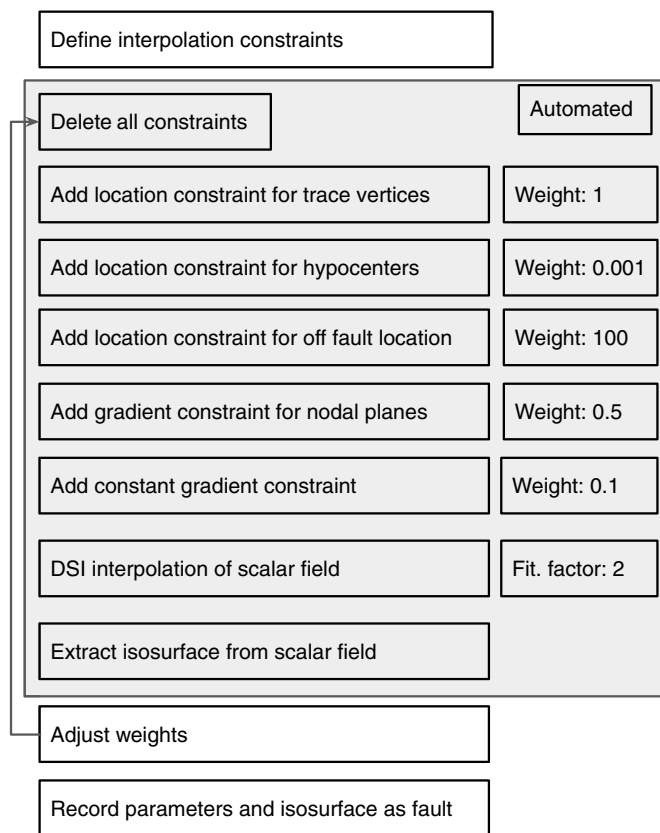 Define interpolation constraints
Delete all constraints
Automated
Add location constraint for trace vertices
Weight: 1
Add location constraint for hypocenters
Weight: 0.001
Add location constraint for off fault location
Weight: 100
Add gradient constraint for nodal planes
Weight: 0.5
Add constant gradient constraint
Weight: 0.1
DSI interpolation of scalar field
Fit. factor: 2
Extract isosurface from scalar field
Adjust weights
Record parameters and isosurface as fault